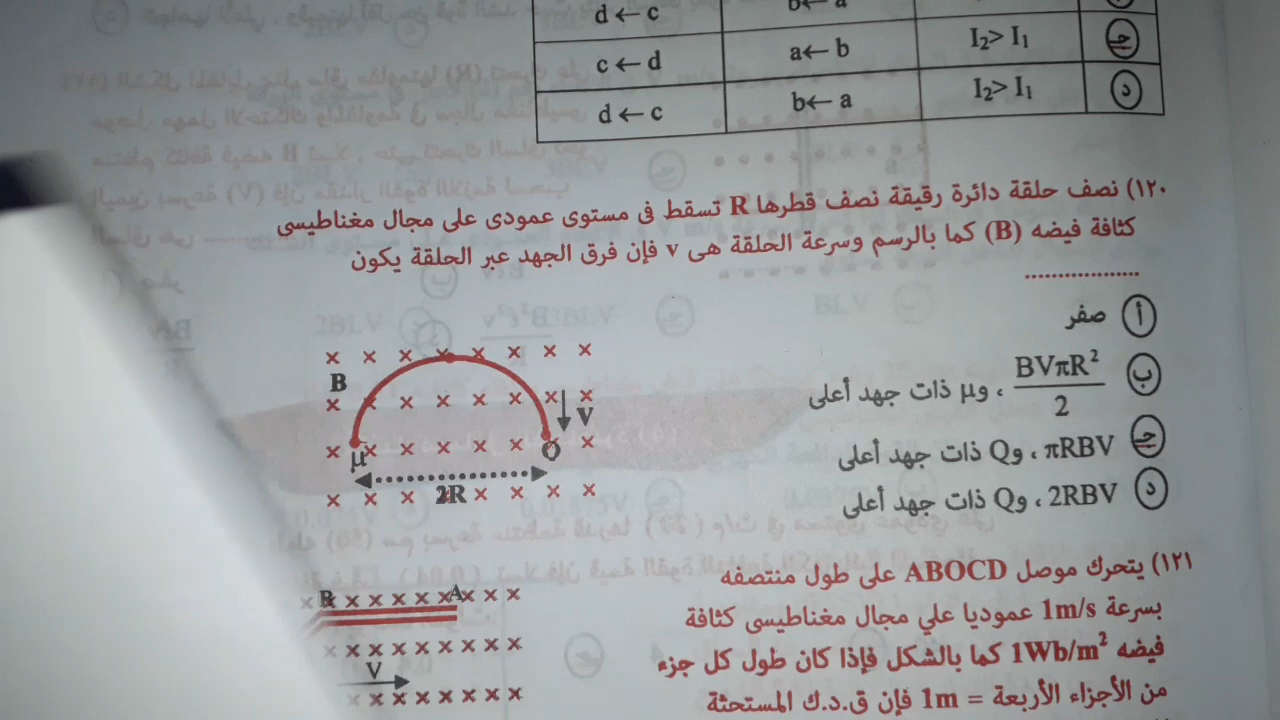 d ← c b← a
ج I₂> I₁ a← b c ← d
د I₂> I₁ b← a d ← c
١٢٠) نصف حلقة دائرة رقيقة نصف قطرها R تسقط فى مستوى عمودى على مجال مغناطيسى
كثافة فيضه (B) كما بالرسم وسرعة الحلقة هى v فإن فرق الجهد عبر الحلقة يكون
....................
أ صفر
ب BVπR²/2 ، وμ ذات جهد أعلى
ج πRBV ، وQ ذات جهد أعلى
د 2RBV ، وQ ذات جهد أعلى
B
V
μ Q
2R
١٢١) يتحرك موصل ABOCD على طول منتصفه
بسرعة 1m/s عموديا علي مجال مغناطيسى كثافة
فيضه 1Wb/m² كما بالشكل فإذا كان طول كل جزء
من الأجزاء الأربعة = 1m فإن ق.د.ك المستحثة
B A
V